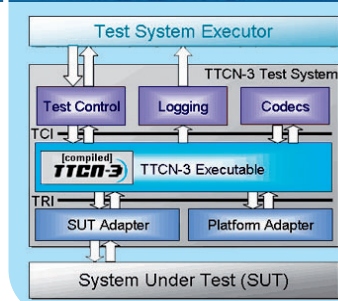 Test System Executor
TTCN-3 Test System
Test Control
Logging
Codecs
TCI
[compiled]
TTCN-3
TTCN-3 Executable
TRI
SUT Adapter
Platform Adapter
System Under Test (SUT)